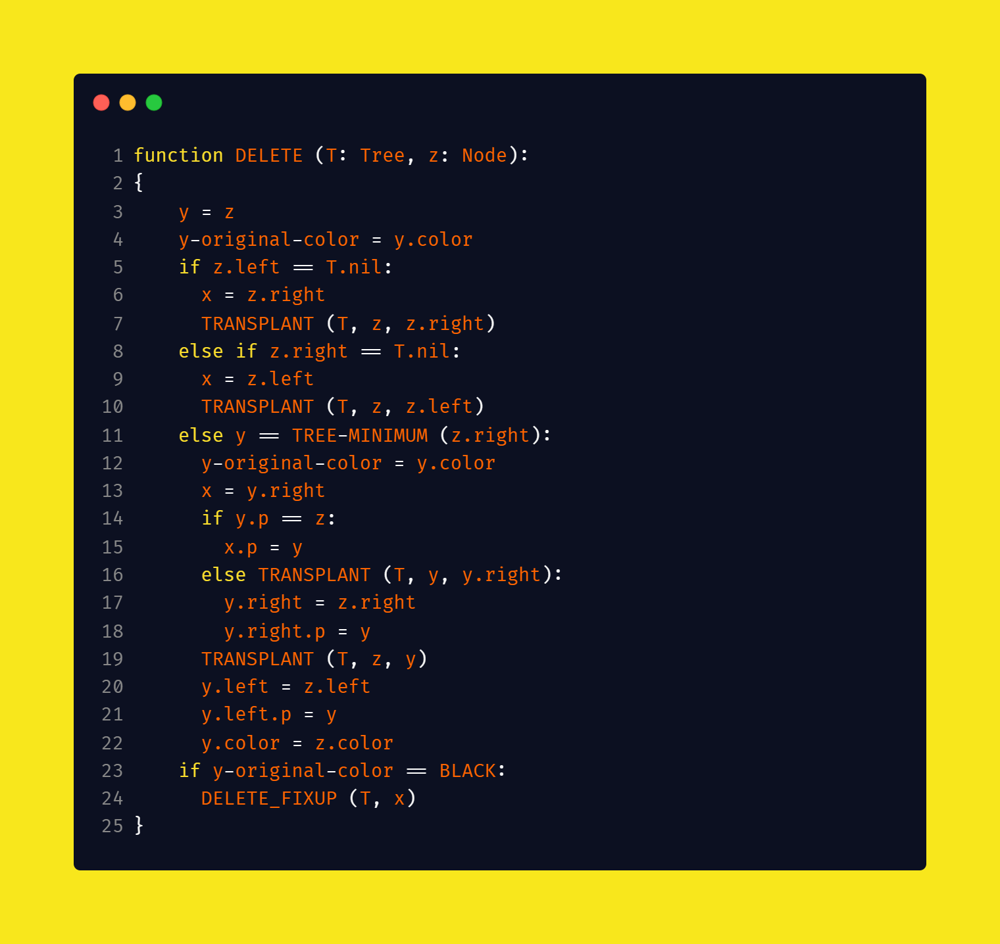 1 function DELETE (T: Tree, z: Node):
2 {
3     y = z
4     y-original-color = y.color
5     if z.left == T.nil:
6       x = z.right
7       TRANSPLANT (T, z, z.right)
8     else if z.right == T.nil:
9       x = z.left
10       TRANSPLANT (T, z, z.left)
11     else y == TREE-MINIMUM (z.right):
12       y-original-color = y.color
13       x = y.right
14       if y.p == z:
15         x.p = y
16       else TRANSPLANT (T, y, y.right):
17         y.right = z.right
18         y.right.p = y
19       TRANSPLANT (T, z, y)
20       y.left = z.left
21       y.left.p = y
22       y.color = z.color
23     if y-original-color == BLACK:
24       DELETE_FIXUP (T, x)
25 }